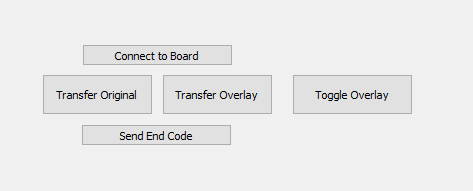 Connect to Board
Transfer Original
Transfer Overlay
Toggle Overlay
Send End Code